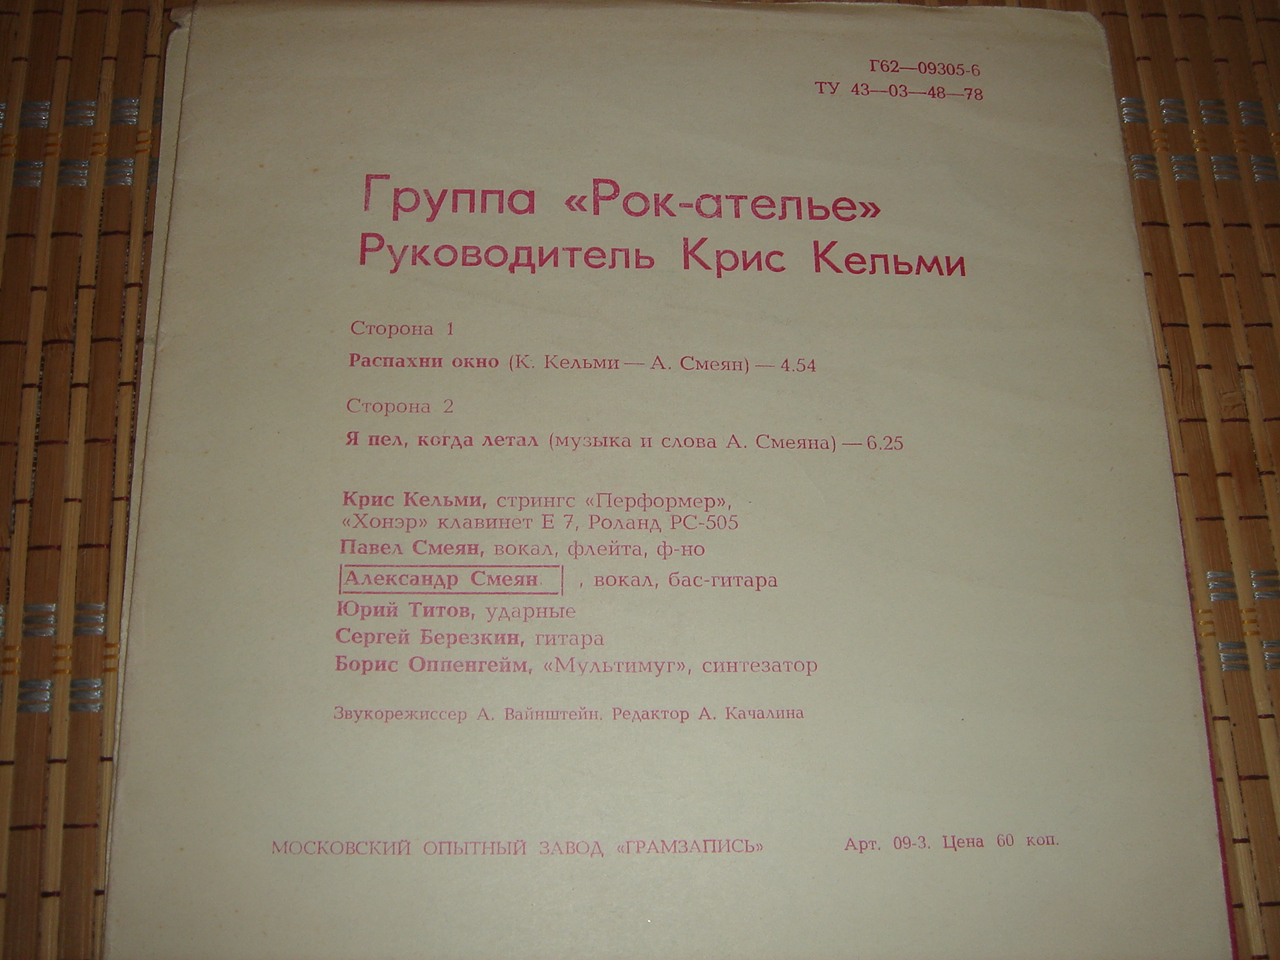 Г62—09305-6
ТУ 43—03—48—78
Группа «Рок-ателье»
Руководитель Крис Кельми
Сторона 1
Распахни окно (К. Кельми — А. Смеян) — 4.54
Сторона 2
Я пел, когда летал (музыка и слова А. Смеяна) — 6.25
Крис Кельми, стрингс «Перформер»,
«Хонэр» клавинет Е 7, Роланд РС-505
Павел Смеян, вокал, флейта, ф-но
Александр Смеян , вокал, бас-гитара
Юрий Титов, ударные
Сергей Березкин, гитара
Борис Оппенгейм, «Мультимуг», синтезатор
Звукорежиссер А. Вайнштейн. Редактор А. Качалина
МОСКОВСКИЙ ОПЫТНЫЙ ЗАВОД «ГРАМЗАПИСЬ» Арт. 09-3. Цена 60 коп.